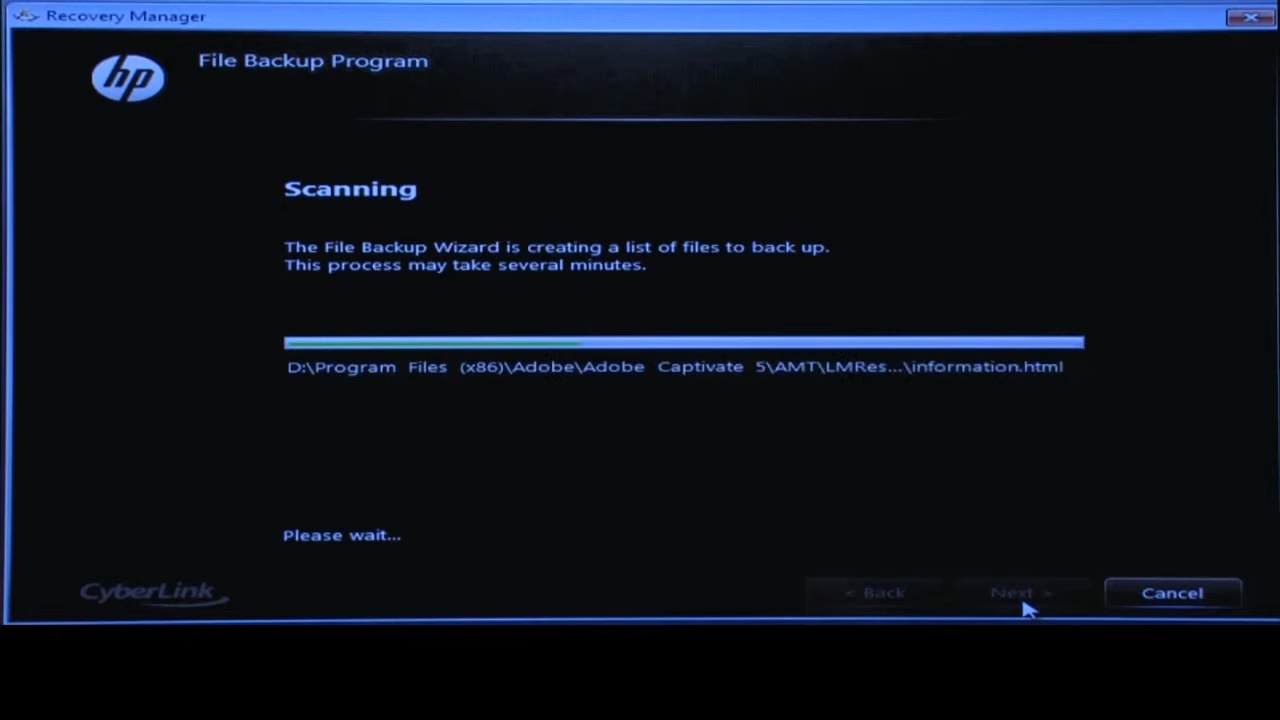 Recovery Manager
hp
File Backup Program
Scanning
The File Backup Wizard is creating a list of files to back up.
This process may take several minutes.
D:\Program Files (x86)\Adobe\Adobe Captivate 5\AMT\LMRes...\information.html
Please wait...
CyberLink
< Back
Next >
Cancel